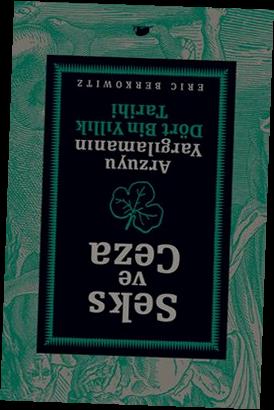 Seks
ve
Ceza
Arzuyu
Yargılamanın
Dört Bin Yıllık
Tarihi
ERIC BERKOWITZ